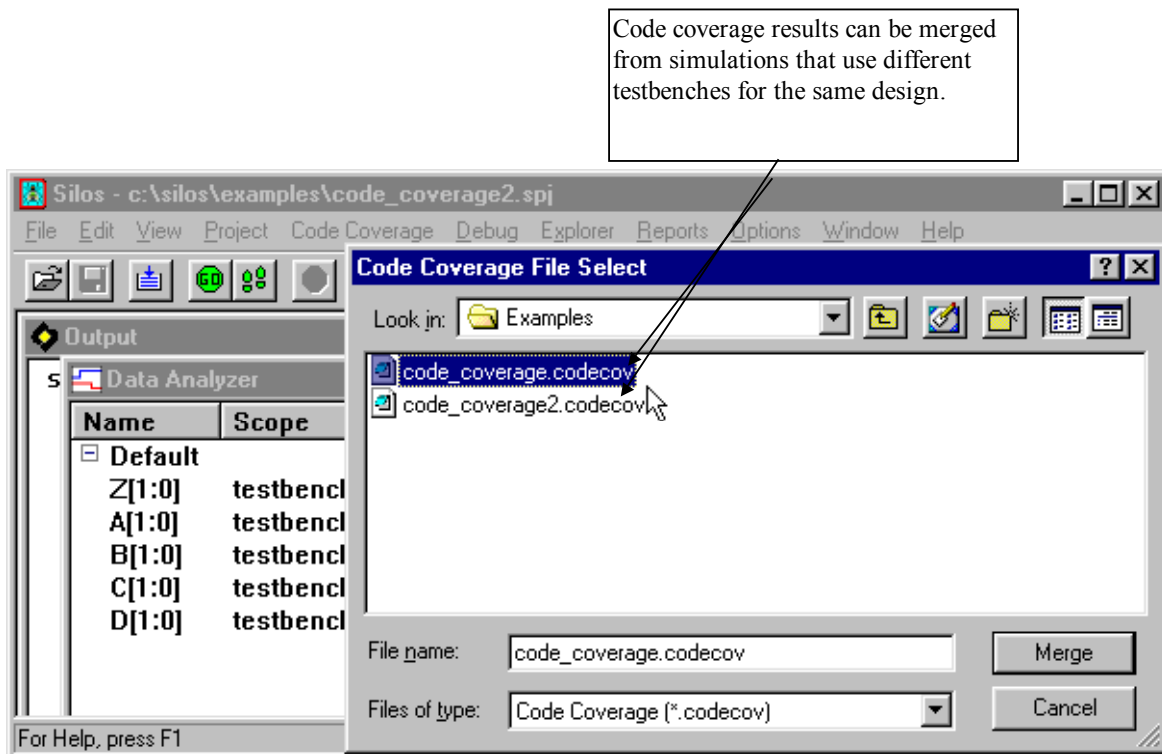 Code coverage results can be merged
from simulations that use different
testbenches for the same design.
Silos - c:\silos\examples\code_coverage2.spj
File Edit View Project Code Coverage Debug Explorer Reports Options Window Help
GO
Code Coverage File Select
Look in: Examples
Output
s
Data Analyzer
code_coverage.codecov
code_coverage2.codecov
Name Scope
Default
Z[1:0] testbencl
A[1:0] testbencl
B[1:0] testbencl
C[1:0] testbencl
D[1:0] testbencl
File name: code_coverage.codecov Merge
Files of type: Code Coverage (*.codecov) Cancel
For Help, press F1